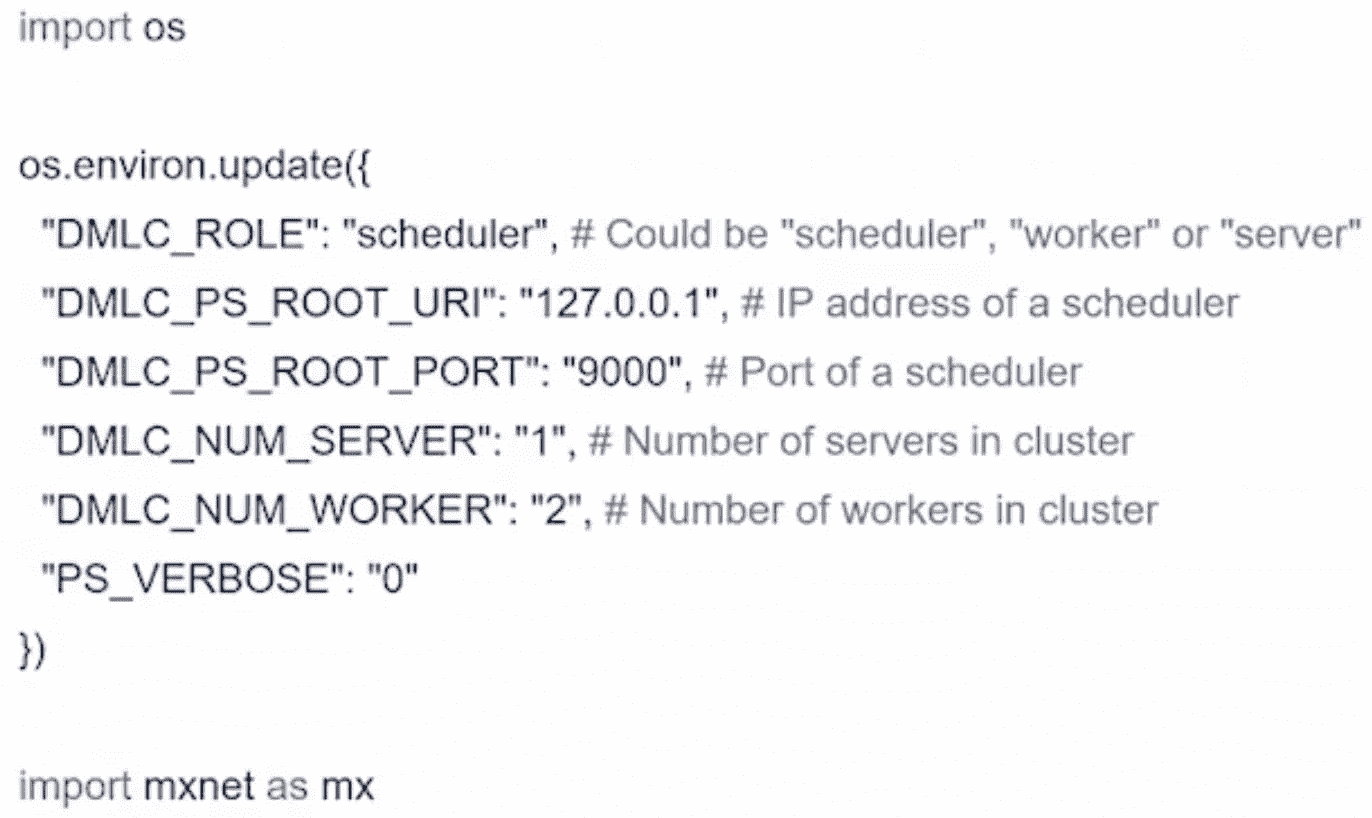 import os
os.environ.update({
"DMLC_ROLE": "scheduler", # Could be "scheduler", "worker" or "server"
"DMLC_PS_ROOT_URI": "127.0.0.1", # IP address of a scheduler
"DMLC_PS_ROOT_PORT": "9000", # Port of a scheduler
"DMLC_NUM_SERVER": "1", # Number of servers in cluster
"DMLC_NUM_WORKER": "2", # Number of workers in cluster
"PS_VERBOSE": "0"
})
import mxnet as mx